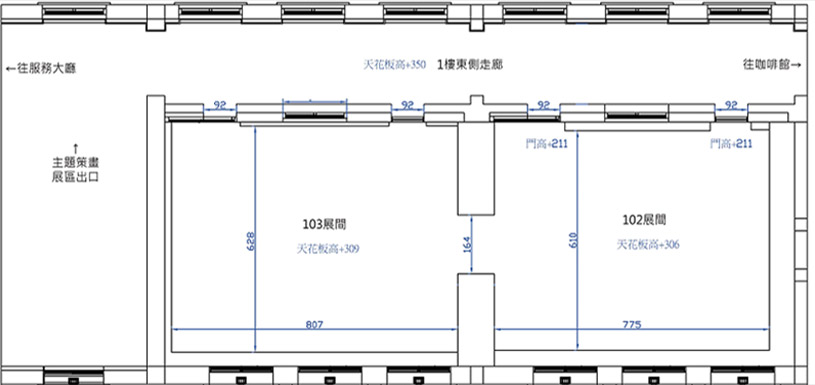 天花板高+350 1樓東側走廊
←往服務大廳
往咖啡館→
92
92
92
92
門高+211
門高+211
↑
主題策畫
展區出口
103展間
天花板高+309
628
164
610
102展間
天花板高+306
807
775